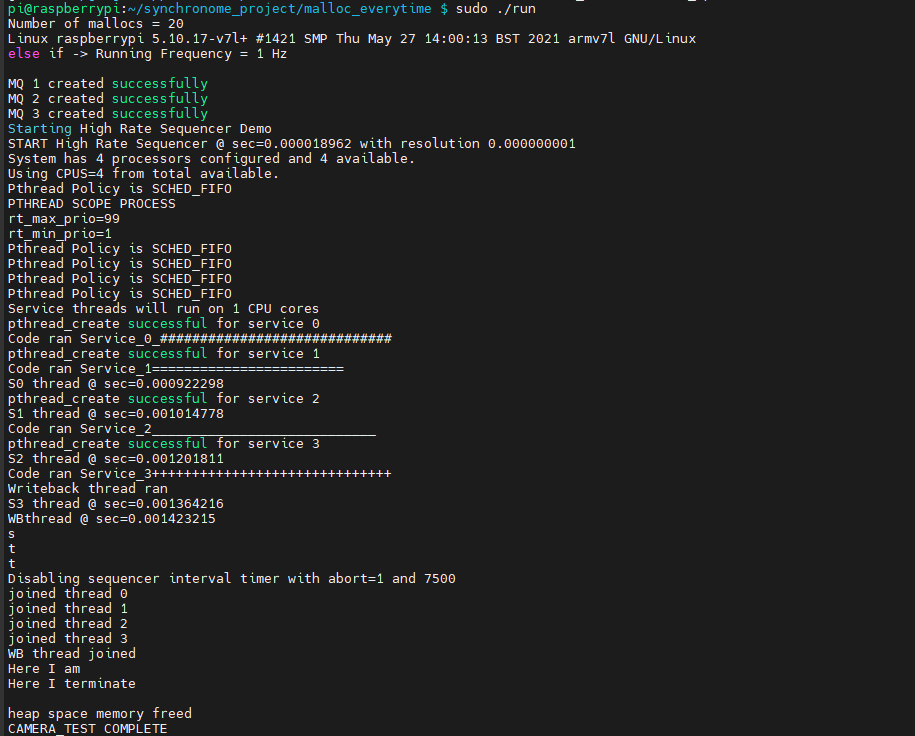 pi@raspberrypi:~/synchronome_project/malloc_everytime $ sudo ./run
Number of mallocs = 20
Linux raspberrypi 5.10.17-v7l+ #1421 SMP Thu May 27 14:00:13 BST 2021 armv7l GNU/Linux
else if -> Running Frequency = 1 Hz
MQ 1 created successfully
MQ 2 created successfully
MQ 3 created successfully
Starting High Rate Sequencer Demo
START High Rate Sequencer @ sec=0.000018962 with resolution 0.000000001
System has 4 processors configured and 4 available.
Using CPUS=4 from total available.
Pthread Policy is SCHED_FIFO
PTHREAD SCOPE PROCESS
rt_max_prio=99
rt_min_prio=1
Pthread Policy is SCHED_FIFO
Pthread Policy is SCHED_FIFO
Pthread Policy is SCHED_FIFO
Pthread Policy is SCHED_FIFO
Service threads will run on 1 CPU cores
pthread_create successful for service 0
Code ran Service_0_#############################
pthread_create successful for service 1
Code ran Service_1========================
S0 thread @ sec=0.000922298
pthread_create successful for service 2
S1 thread @ sec=0.001014778
Code ran Service_2____________________________
pthread_create successful for service 3
S2 thread @ sec=0.001201811
Code ran Service_3++++++++++++++++++++++++++++++
Writeback thread ran
S3 thread @ sec=0.001364216
WBthread @ sec=0.001423215
s
t
t
Disabling sequencer interval timer with abort=1 and 7500
joined thread 0
joined thread 1
joined thread 2
joined thread 3
WB thread joined
Here I am
Here I terminate
heap space memory freed
CAMERA_TEST COMPLETE